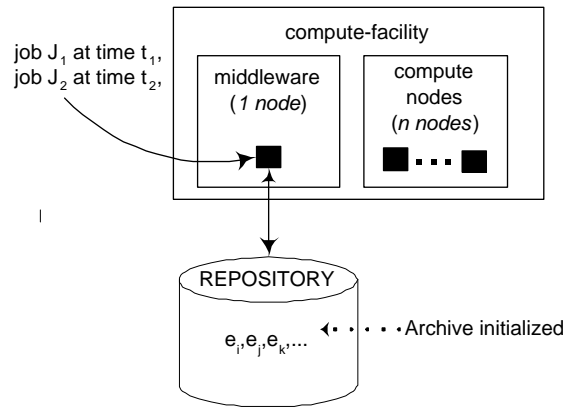 compute-facility
job J1 at time t1,
job J2 at time t2,
middleware
(1 node)
compute
nodes
(n nodes)
REPOSITORY
ei,ej,ek,...
Archive initialized